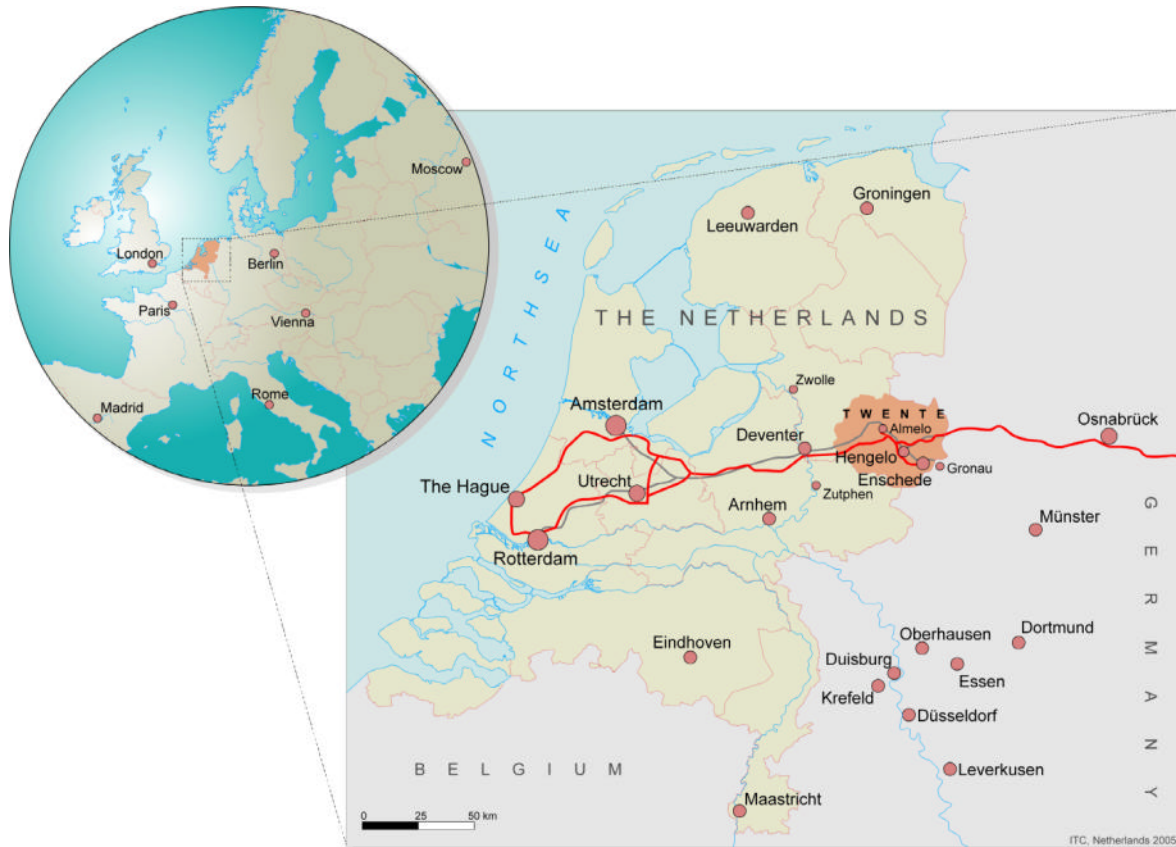 Moscow
London
Berlin
Paris
Vienna
Rome
Madrid
NORTH SEA
Groningen
Leeuwarden
THE NETHERLANDS
Zwolle
Amsterdam
TWENTE
Almelo
Osnabrück
Deventer
Hengelo
Gronau
Enschede
Utrecht
The Hague
Zutphen
Arnhem
Münster
Rotterdam
GERMANY
Eindhoven
Oberhausen
Dortmund
Duisburg
Essen
Krefeld
Düsseldorf
BELGIUM
Leverkusen
Maastricht
0 25 50 km
ITC, Netherlands 2005